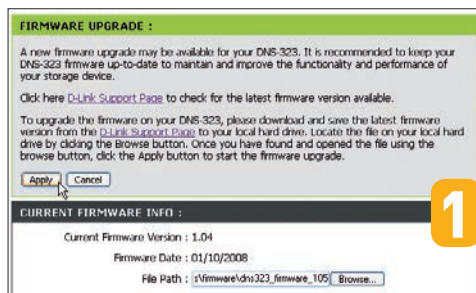 FIRMWARE UPGRADE :
A new firmware upgrade may be available for your DNS-323. It is recommended to keep your
DNS-323 firmware up-to-date to maintain and improve the functionality and performance of
your storage device.
Click here D-Link Support Page to check for the latest firmware version available.
To upgrade the firmware on your DNS-323, please download and save the latest firmware
version from the D-Link Support Page to your local hard drive. Locate the file on your local hard
drive by clicking the Browse button. Once you have found and opened the file using the
browse button, click the Apply button to start the firmware upgrade.
Apply Cancel
CURRENT FIRMWARE INFO :
1
Current Firmware Version : 1.04
Firmware Date : 01/10/2008
File Path : s\firmware\dns323_firmware_105 Browse...